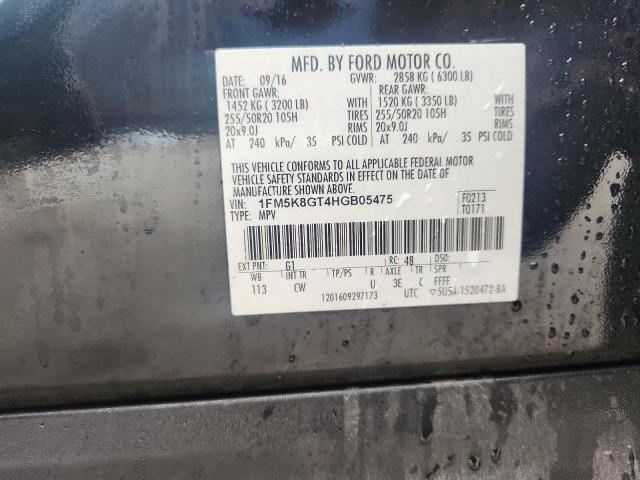 MFD. BY FORD MOTOR CO.
DATE: 09/16 GVWR: 2858 KG ( 6300 LB)
FRONT GAWR: REAR GAWR:
1452 KG ( 3200 LB) WITH 1520 KG ( 3350 LB) WITH
255/50R20 105H TIRES 255/50R20 105H TIRES
20x9.0J RIMS 20x9.0J RIMS
AT 240 kPa/ 35 PSI COLD AT 240 kPa/ 35 PSI COLD
THIS VEHICLE CONFORMS TO ALL APPLICABLE FEDERAL MOTOR
VEHICLE SAFETY STANDARDS IN EFFECT ON THE DATE OF
MANUFACTURE SHOWN ABOVE.
VIN: 1FM5K8GT4HGB05475 F0213
TYPE: MPV T0171
EXT PNT: G1 RC: 48 DSO:
WB INT TR TP/PS R AXLE TR SPR
113 CW U 3E C FFFF
1201609297173 UTC ▽5USA-1520472-BA